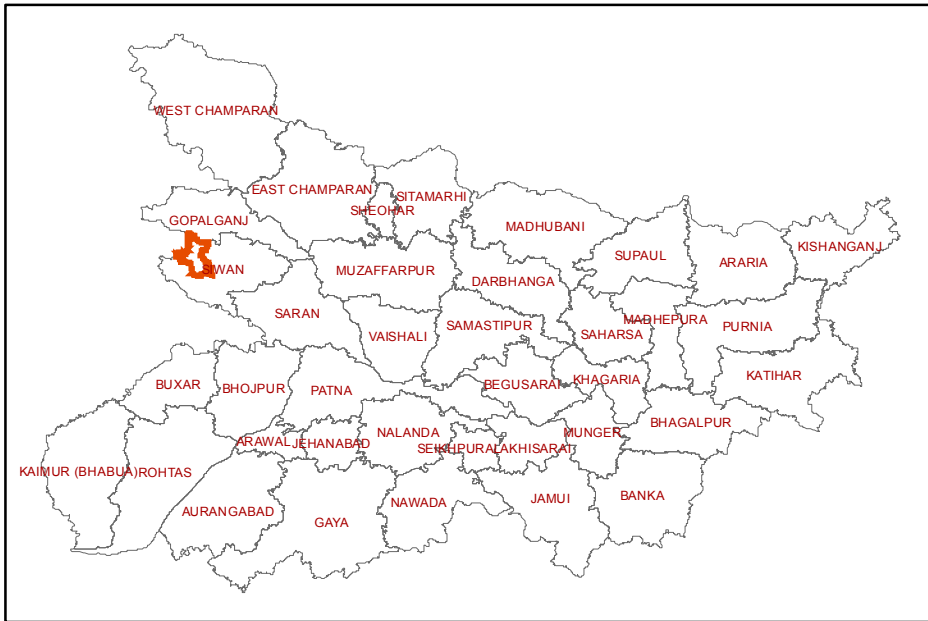 WEST CHAMPARAN
EAST CHAMPARAN
SITAMARHI
SHEOHAR
GOPALGANJ
MADHUBANI
KISHANGANJ
SUPAUL
ARARIA
SIWAN
MUZAFFARPUR
DARBHANGA
SARAN
MADHEPURA
VAISHALI
SAMASTIPUR
SAHARSA
PURNIA
BUXAR
BHOJPUR
PATNA
BEGUSARAI
KHAGARIA
KATIHAR
ARAWAL
JEHANABAD
NALANDA
SEIKHPURA
LAKHISARAI
MUNGER
BHAGALPUR
KAIMUR (BHABUA)
ROHTAS
AURANGABAD
GAYA
NAWADA
JAMUI
BANKA